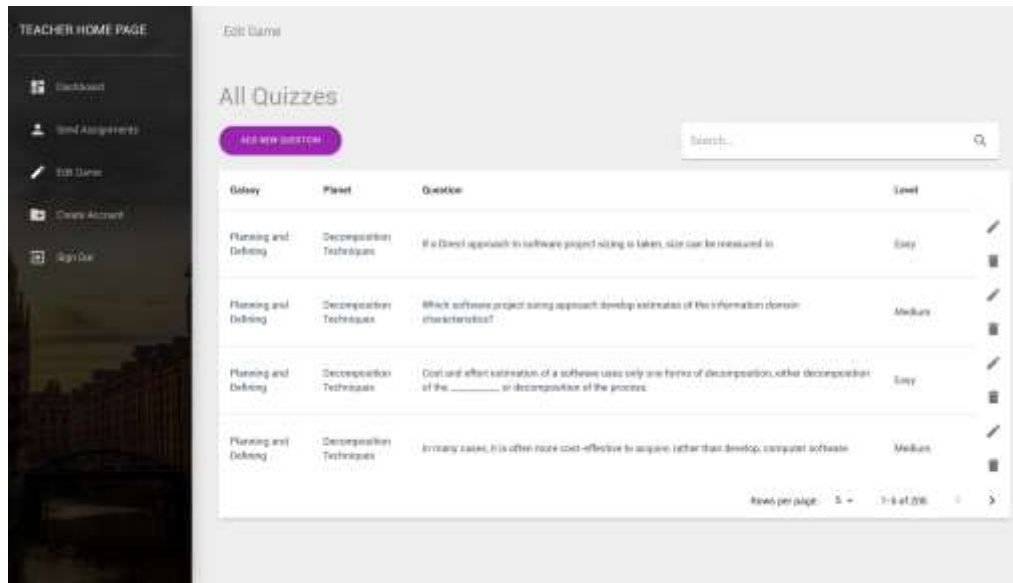 TEACHER HOME PAGE
Edit Game
Dashboard
Send Assignments
Edit Game
Create Account
Sign Out
All Quizzes
ADD NEW QUESTION
Search...
Galaxy Planet Question Level
Planning and Defining
Decomposition Techniques
If a Direct approach to software project sizing is taken, size can be measured in
Easy
Planning and Defining
Decomposition Techniques
Which software project sizing approach develop estimates of the information domain
characteristics?
Medium
Planning and Defining
Decomposition Techniques
Cost and effort estimation of a software uses only one forms of decomposition, either decomposition
of the __________ or decomposition of the process.
Easy
Planning and Defining
Decomposition Techniques
In many cases, it is often more cost-effective to acquire rather than develop, computer software
Medium
Rows per page: 5